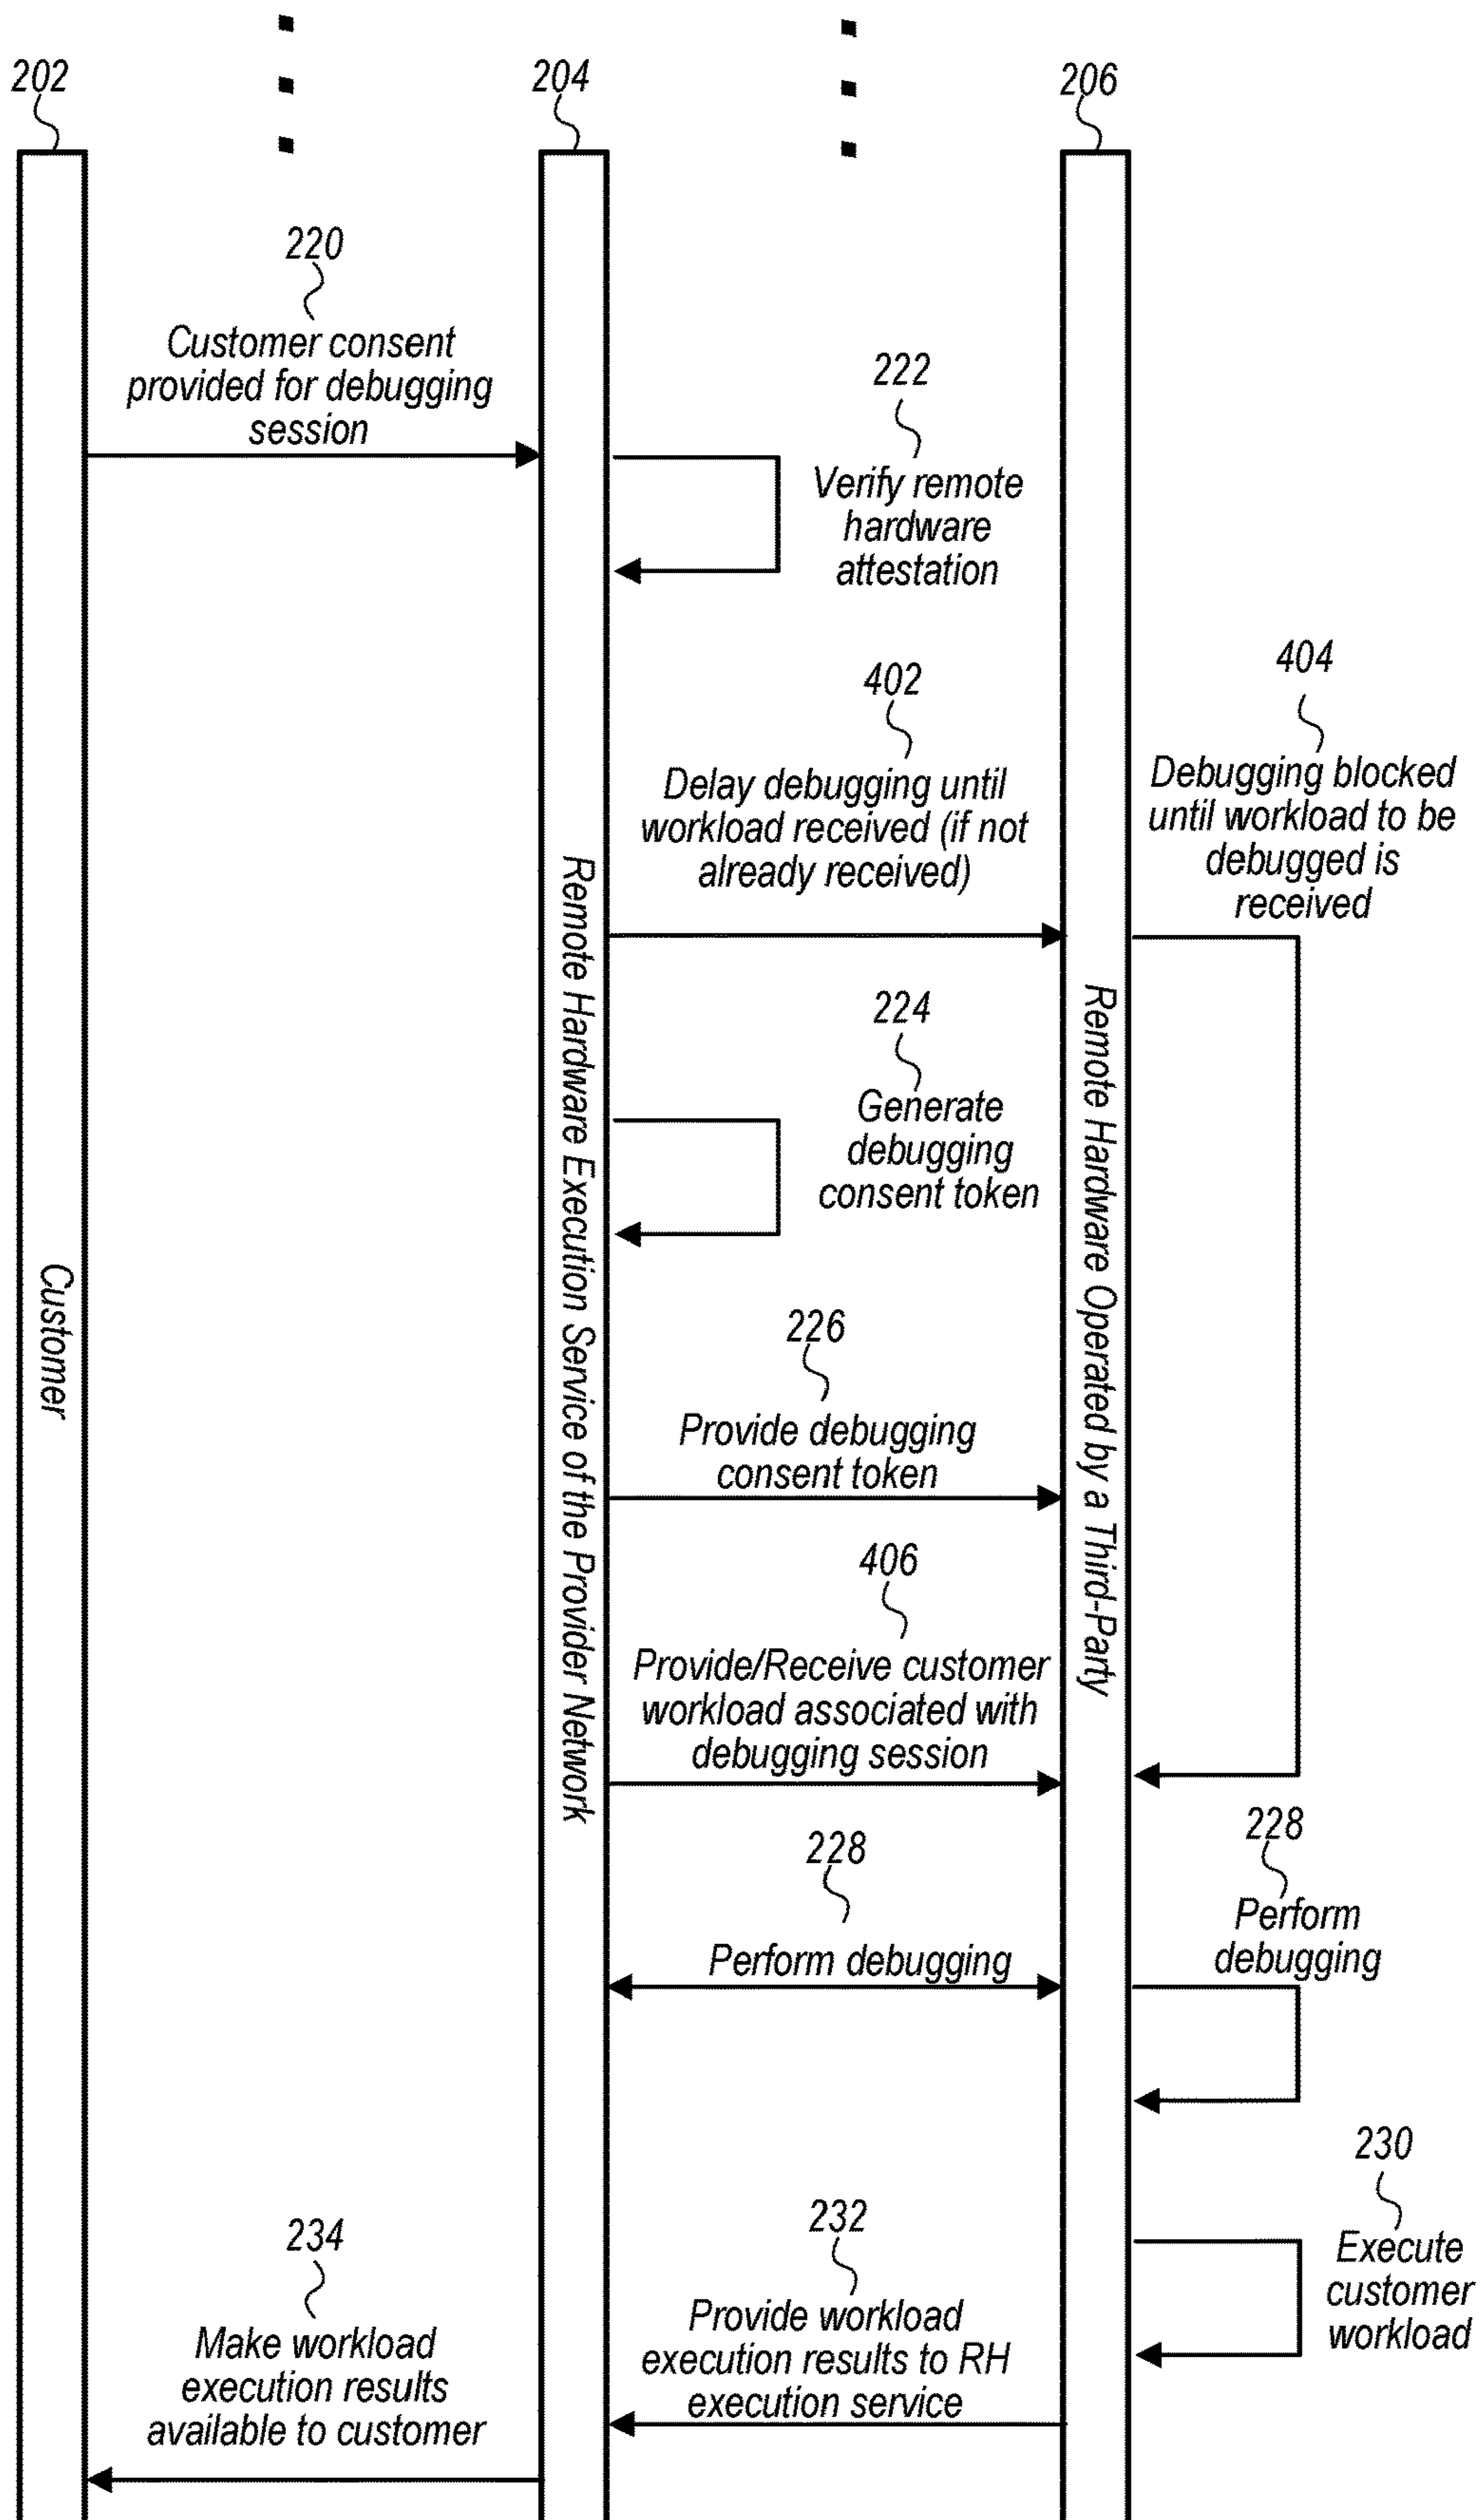 202
204
206
220
Customer consent
provided for debugging
session
222
Verify remote
hardware
attestation
402
Delay debugging until
workload received (if not
already received)
404
Debugging blocked
until workload to be
debugged is
received
224
Generate
debugging
consent token
226
Provide debugging
consent token
406
Provide/Receive customer
workload associated with
debugging session
228
Perform debugging
228
Perform
debugging
230
Execute
customer
workload
232
Provide workload
execution results to RH
execution service
234
Make workload
execution results
available to customer
Customer
Remote Hardware Execution Service of the Provider Network
Remote Hardware Operated by a Third-Party